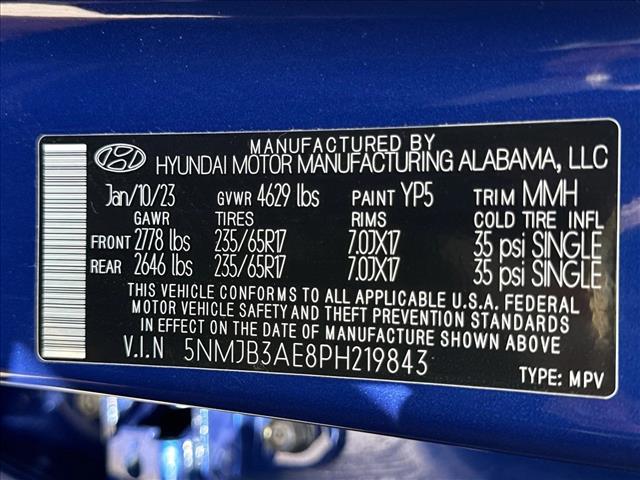 MANUFACTURED BY
HYUNDAI MOTOR MANUFACTURING ALABAMA, LLC
Jan/10/23 GVWR 4629 lbs PAINT YP5 TRIM MMH
GAWR TIRES RIMS COLD TIRE INFL
FRONT 2778 lbs 235/65R17 7.0JX17 35 psi SINGLE
REAR 2646 lbs 235/65R17 7.0JX17 35 psi SINGLE
THIS VEHICLE CONFORMS TO ALL APPLICABLE U.S.A. FEDERAL
MOTOR VEHICLE SAFETY AND THEFT PREVENTION STANDARDS
IN EFFECT ON THE DATE OF MANUFACTURE SHOWN ABOVE
V.I.N 5NMJB3AE8PH219843
TYPE: MPV